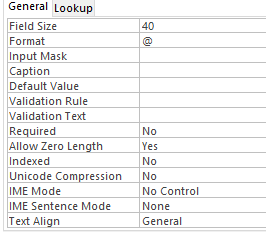 General Lookup
Field Size 40
Format @
Input Mask
Caption
Default Value
Validation Rule
Validation Text
Required No
Allow Zero Length Yes
Indexed No
Unicode Compression No
IME Mode No Control
IME Sentence Mode None
Text Align General